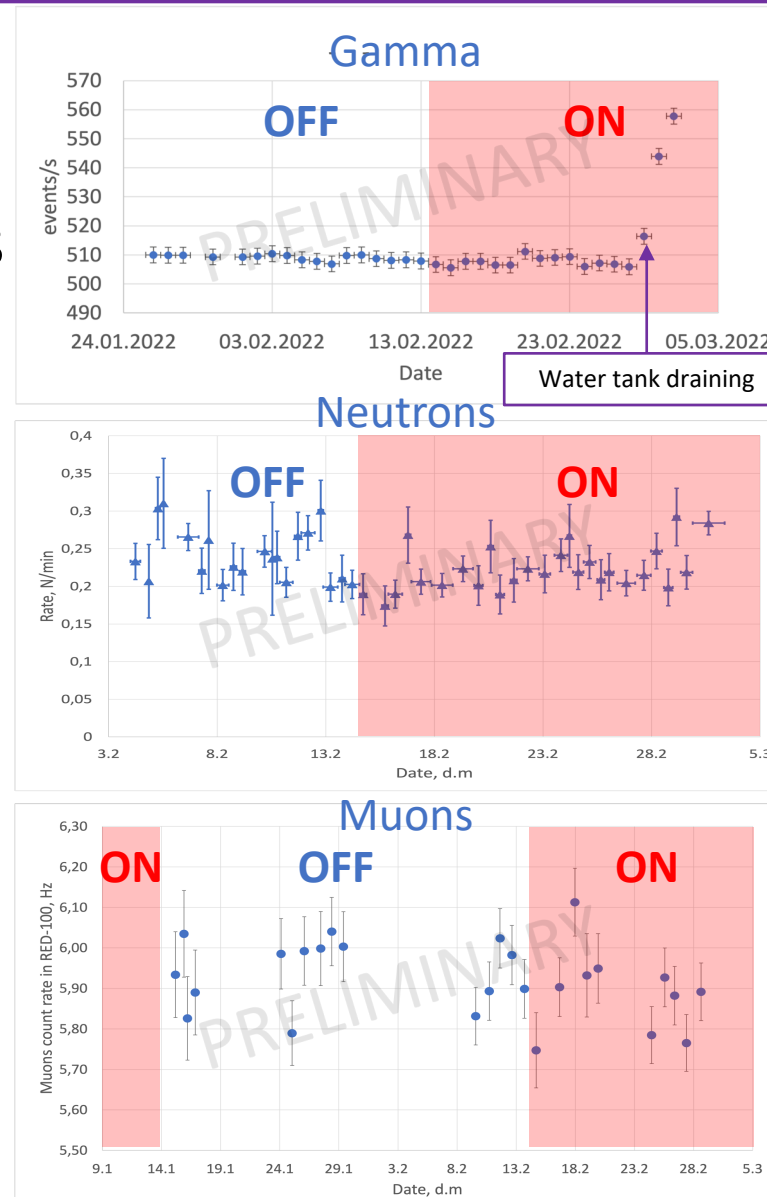 Gamma
OFF
ON
events/s
570
560
550
540
530
520
510
500
490
24.01.2022
03.02.2022
13.02.2022
23.02.2022
05.03.2022
Date
Water tank draining
PRELIMINARY
Neutrons
OFF
ON
Rate, N/min
0,4
0,35
0,3
0,25
0,2
0,15
0,1
0,05
0
3.2
8.2
13.2
18.2
23.2
28.2
5.3
Date, d.m
PRELIMINARY
Muons
ON
OFF
ON
Muons count rate in RED-100, Hz
6,30
6,20
6,10
6,00
5,90
5,80
5,70
5,60
5,50
9.1
14.1
19.1
24.1
29.1
3.2
8.2
13.2
18.2
23.2
28.2
5.3
Date, d.m
PRELIMINARY